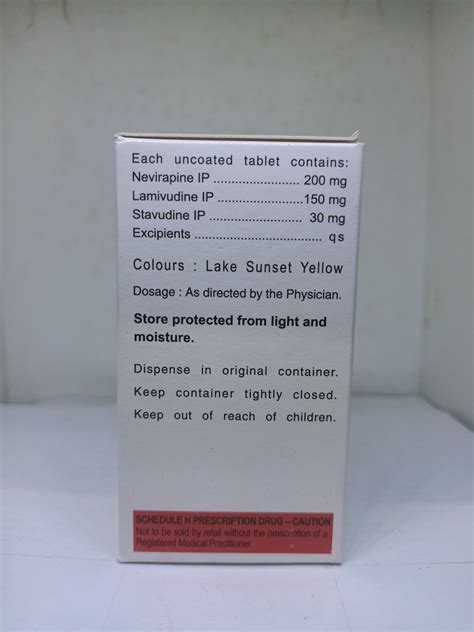 Each uncoated tablet contains:
Nevirapine IP ........................... 200 mg
Lamivudine IP ...........................150 mg
Stavudine IP ............................. 30 mg
Excipients ....................................... qs
Colours : Lake Sunset Yellow
Dosage : As directed by the Physician.
Store protected from light and
moisture.
Dispense in original container.
Keep container tightly closed.
Keep out of reach of children.
SCHEDULE H PRESCRIPTION DRUG – CAUTION
Not to be sold by retail without the prescription of a
Registered Medical Practitioner.